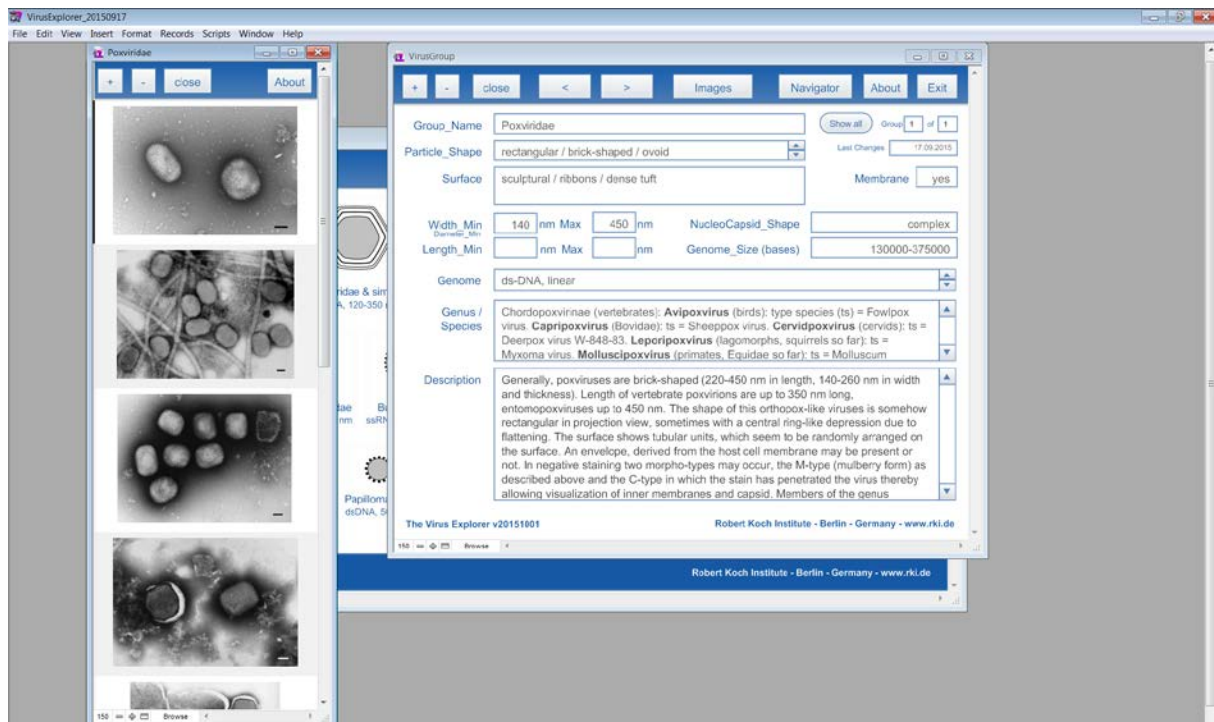 VirusExplorer_20150917
File Edit View Insert Format Records Scripts Window Help
Poxviridae
+ - close About
150 Browse
VirusGroup
+ - close < > Images Navigator About Exit
Group_Name Poxviridae Show all Group 1 of 1
Particle_Shape rectangular / brick-shaped / ovoid Last Changes 17.09.2015
Surface sculptural / ribbons / dense tuft Membrane yes
Width_Min 140 nm Max 450 nm NucleoCapsid_Shape complex
Diameter_Min
Length_Min nm Max nm Genome_Size (bases) 130000-375000
Genome ds-DNA, linear
Genus / Species
Chordopoxvirinae (vertebrates): Avipoxvirus (birds): type species (ts) = Fowlpox
virus. Capripoxvirus (Bovidae): ts = Sheeppox virus. Cervidpoxvirus (cervids): ts =
Deerpox virus W-848-83. Leporipoxvirus (lagomorphs, squirrels so far): ts =
Myxoma virus. Molluscipoxvirus (primates, Equidae so far): ts = Molluscum
Description
Generally, poxviruses are brick-shaped (220-450 nm in length, 140-260 nm in width
and thickness). Length of vertebrate poxvirions are up to 350 nm long,
entomopoxviruses up to 450 nm. The shape of this orthopox-like viruses is somehow
rectangular in projection view, sometimes with a central ring-like depression due to
flattening. The surface shows tubular units, which seem to be randomly arranged on
the surface. An envelope, derived from the host cell membrane may be present or
not. In negative staining two morpho-types may occur, the M-type (mulberry form) as
described above and the C-type in which the stain has penetrated the virus thereby
allowing visualization of inner membranes and capsid. Members of the genus
The Virus Explorer v20151001 Robert Koch Institute - Berlin - Germany - www.rki.de
150 Browse
ridae & sim
A, 120-350 n
dae Bu
nm ssRN
Papilloma
dsDNA, 50
Robert Koch Institute - Berlin - Germany - www.rki.de